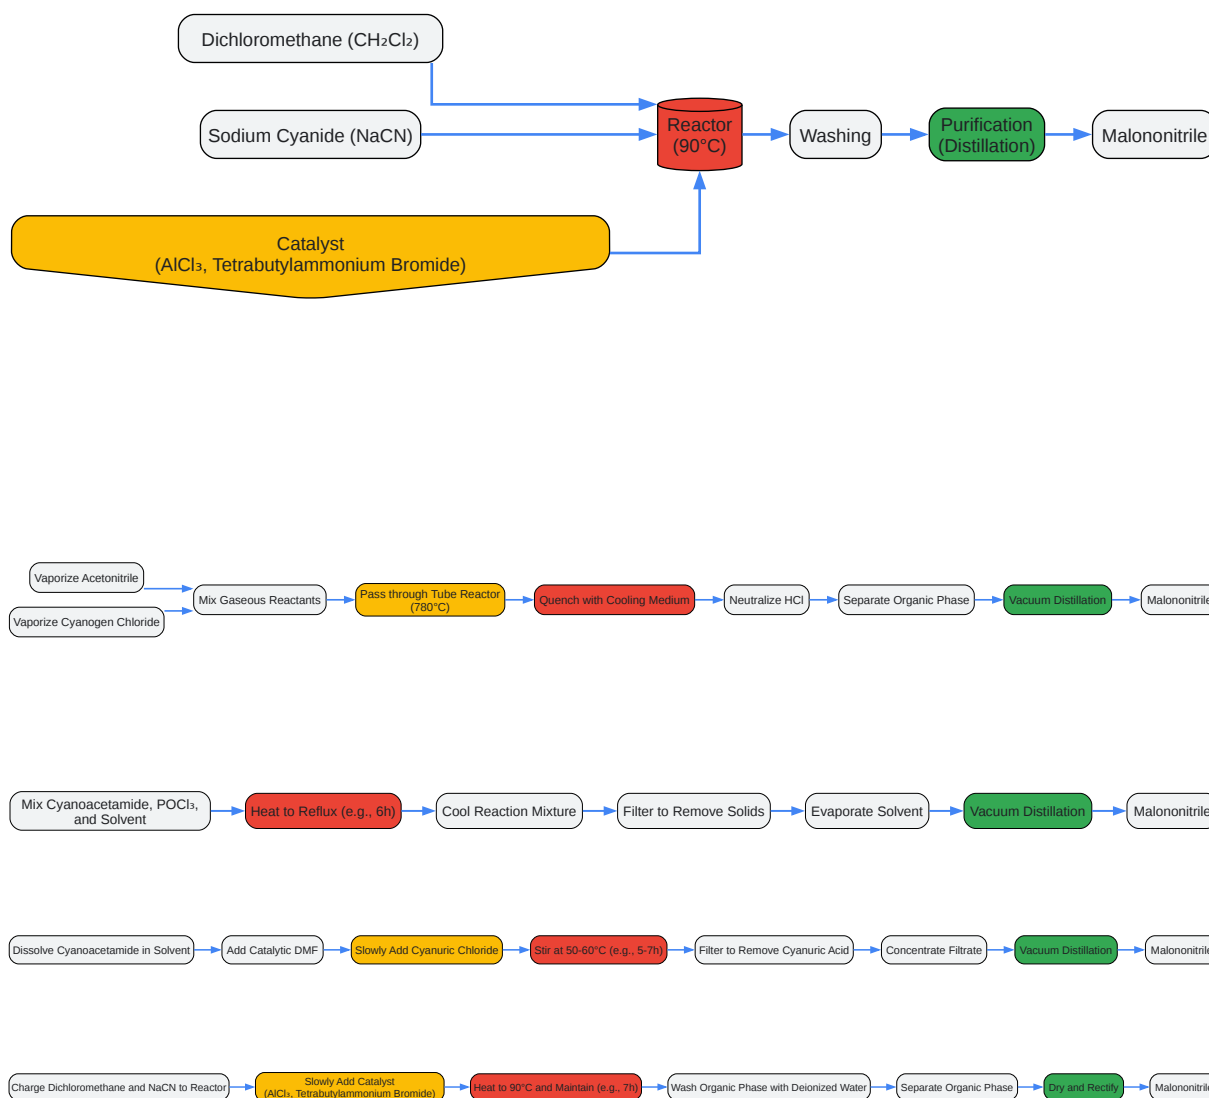 Dichloromethane (CH₂Cl₂)
Sodium Cyanide (NaCN)
Reactor
(90°C)
Washing
Purification
(Distillation)
Malononitrile
Catalyst
(AlCl₃, Tetrabutylammonium Bromide)
Vaporize Acetonitrile
Vaporize Cyanogen Chloride
Mix Gaseous Reactants
Pass through Tube Reactor
(780°C)
Quench with Cooling Medium
Neutralize HCl
Separate Organic Phase
Vacuum Distillation
Malononitrile
Mix Cyanoacetamide, POCl₃,
and Solvent
Heat to Reflux (e.g., 6h)
Cool Reaction Mixture
Filter to Remove Solids
Evaporate Solvent
Vacuum Distillation
Malononitrile
Dissolve Cyanoacetamide in Solvent
Add Catalytic DMF
Slowly Add Cyanuric Chloride
Stir at 50-60°C (e.g., 5-7h)
Filter to Remove Cyanuric Acid
Concentrate Filtrate
Vacuum Distillation
Malononitrile
Charge Dichloromethane and NaCN to Reactor
Slowly Add Catalyst
(AlCl₃, Tetrabutylammonium Bromide)
Heat to 90°C and Maintain (e.g., 7h)
Wash Organic Phase with Deionized Water
Separate Organic Phase
Dry and Rectify
Malononitrile